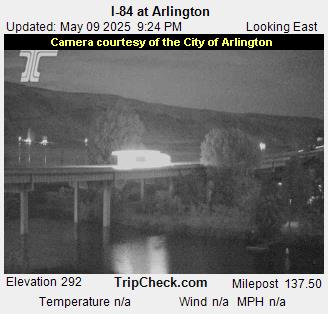 I-84 at Arlington
Updated: May 09 2025 9:24 PM Looking East
Camera courtesy of the City of Arlington
Elevation 292 TripCheck.com Milepost 137.50
Temperature n/a Wind n/a MPH n/a